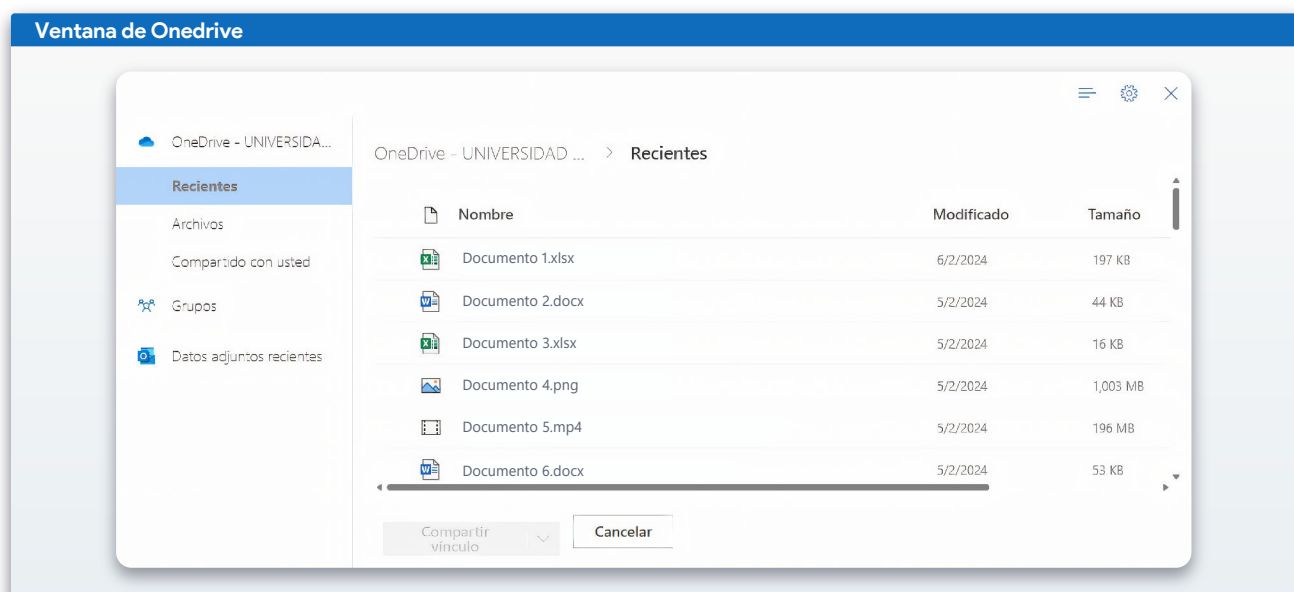 Ventana de Onedrive
OneDrive - UNIVERSIDA...
Recientes
Archivos
Compartido con usted
Grupos
Datos adjuntos recientes
OneDrive - UNIVERSIDAD ... > Recientes
Nombre Modificado Tamaño
Documento 1.xlsx 6/2/2024 197 KB
Documento 2.docx 5/2/2024 44 KB
Documento 3.xlsx 5/2/2024 16 KB
Documento 4.png 5/2/2024 1,003 MB
Documento 5.mp4 5/2/2024 196 MB
Documento 6.docx 5/2/2024 53 KB
Compartir
vínculo
Cancelar